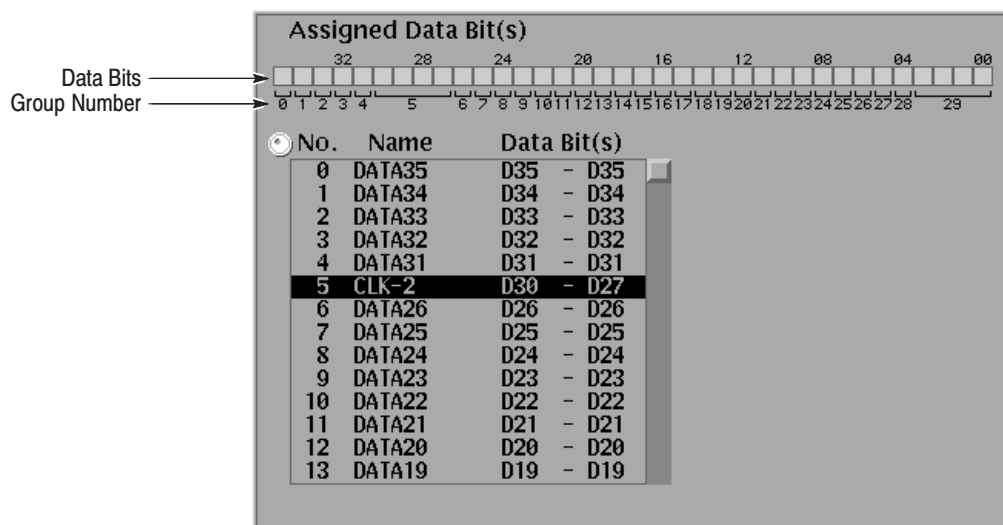 Assigned Data Bit(s)
32 28 24 20 16 12 08 04 00
Data Bits
Group Number
0 1 2 3 4 5 6 7 8 9 10 11 12 13 14 15 16 17 18 19 20 21 22 23 24 25 26 27 28 29
No. Name Data Bit(s)
0 DATA35 D35 - D35
1 DATA34 D34 - D34
2 DATA33 D33 - D33
3 DATA32 D32 - D32
4 DATA31 D31 - D31
5 CLK-2 D30 - D27
6 DATA26 D26 - D26
7 DATA25 D25 - D25
8 DATA24 D24 - D24
9 DATA23 D23 - D23
10 DATA22 D22 - D22
11 DATA21 D21 - D21
12 DATA20 D20 - D20
13 DATA19 D19 - D19